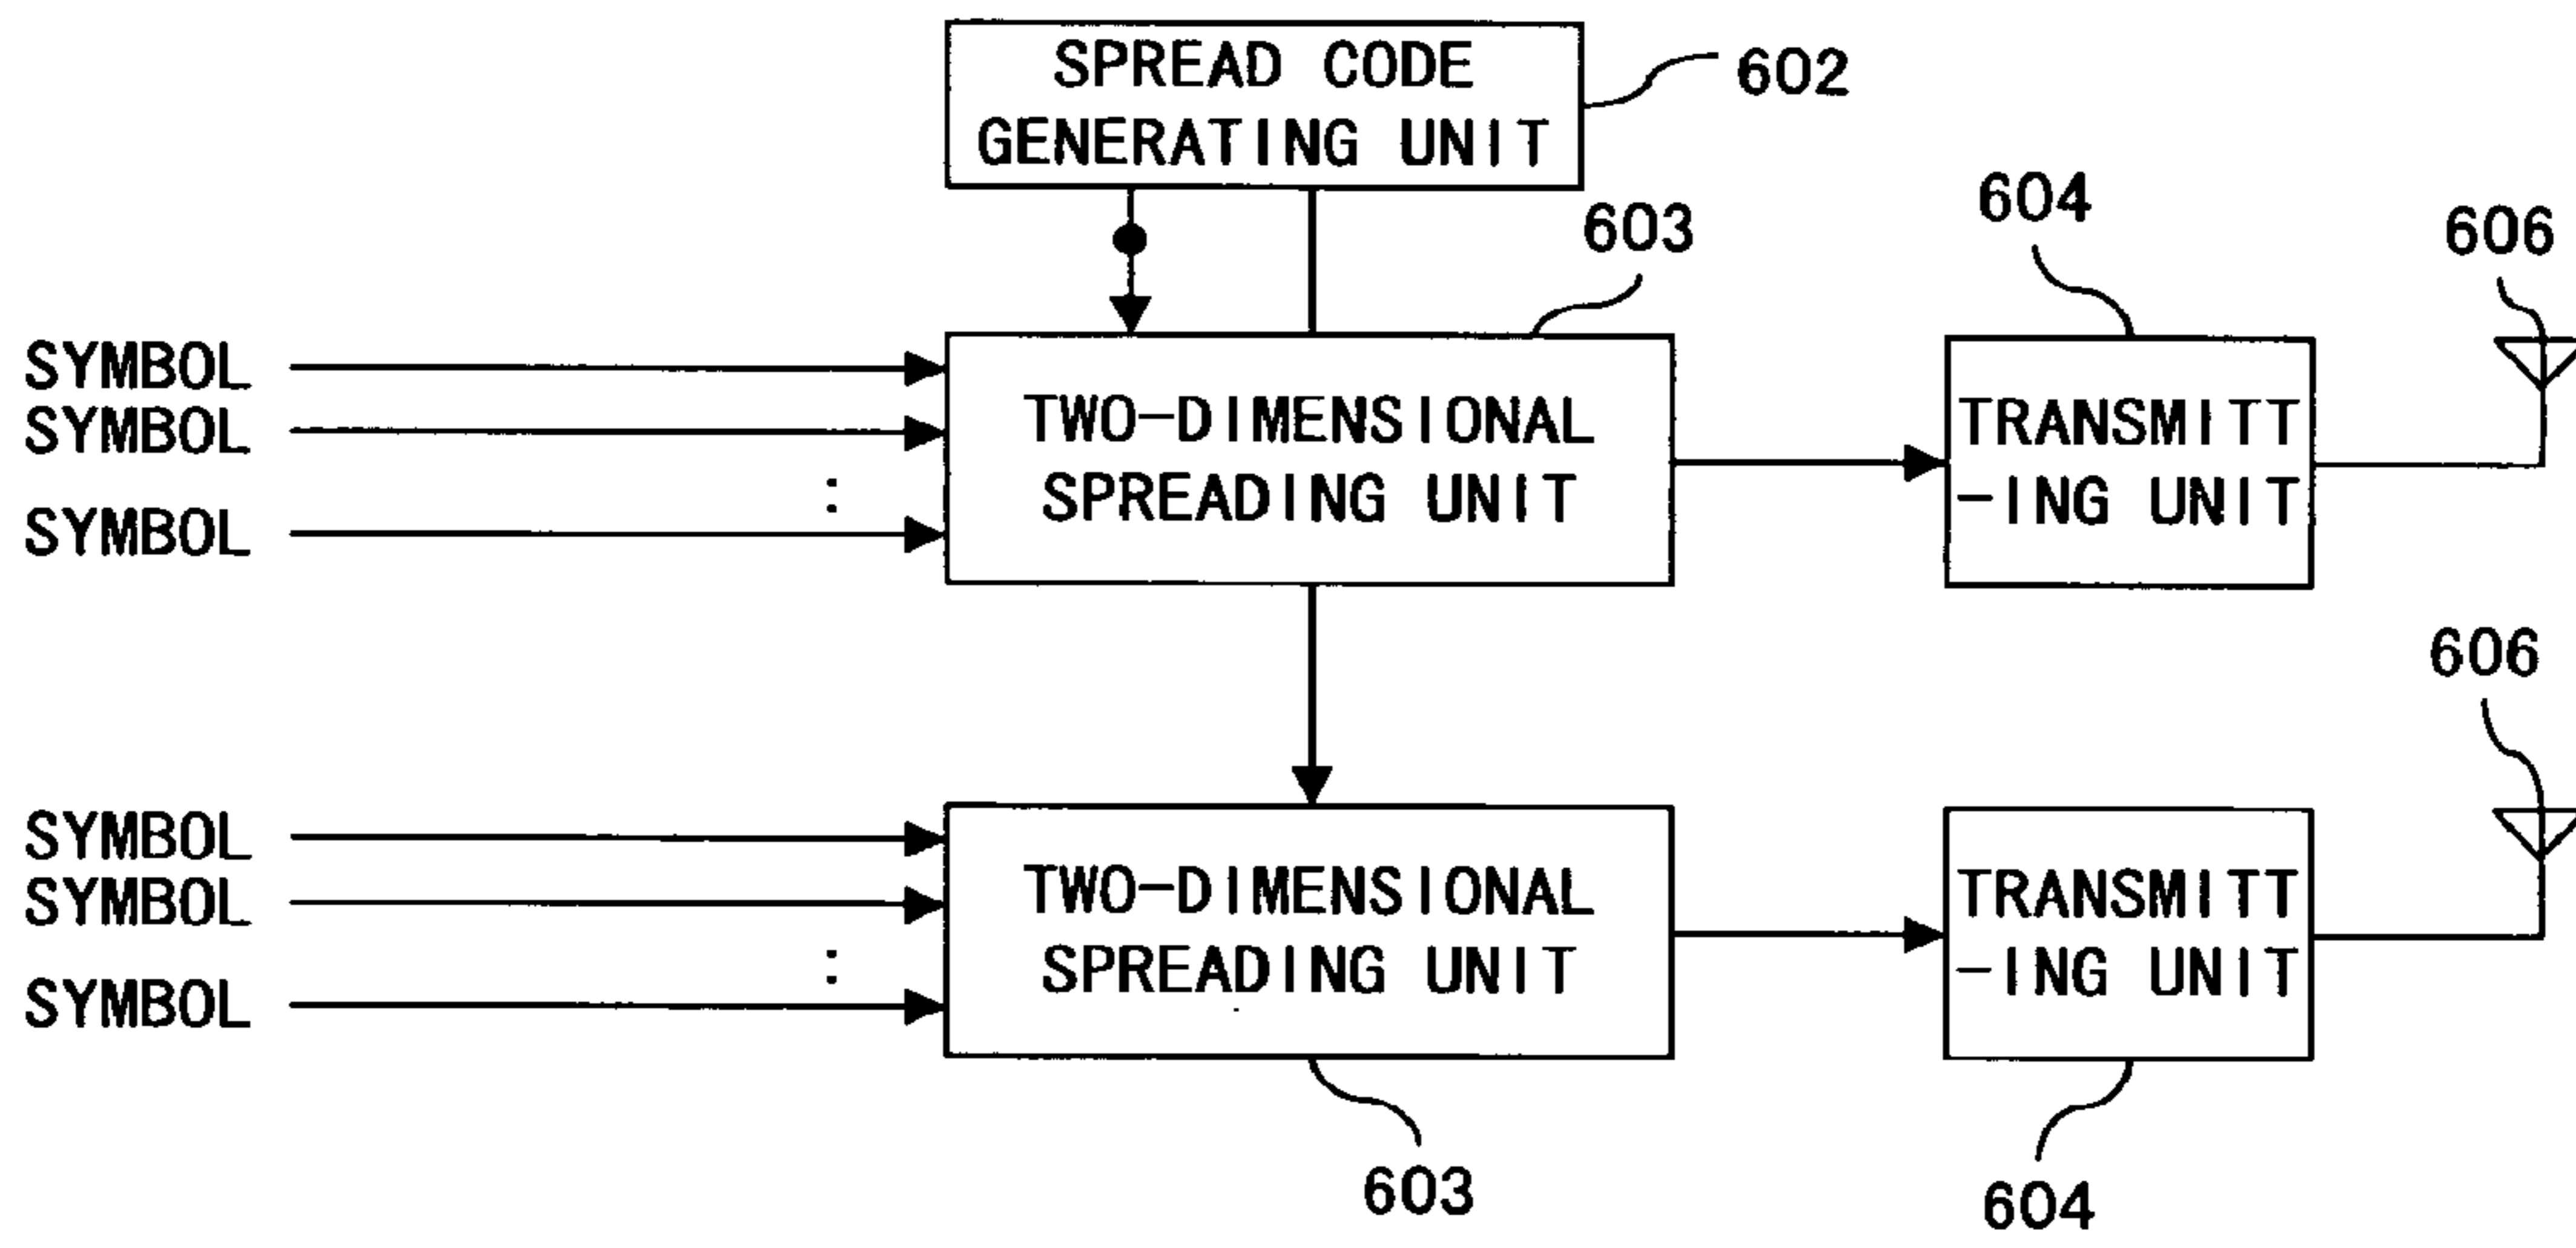 SPREAD CODE
GENERATING UNIT
602
603
604
606
SYMBOL
SYMBOL
:
SYMBOL
TWO-DIMENSIONAL
SPREADING UNIT
TRANSMITT
-ING UNIT
606
SYMBOL
SYMBOL
:
SYMBOL
TWO-DIMENSIONAL
SPREADING UNIT
TRANSMITT
-ING UNIT
603
604